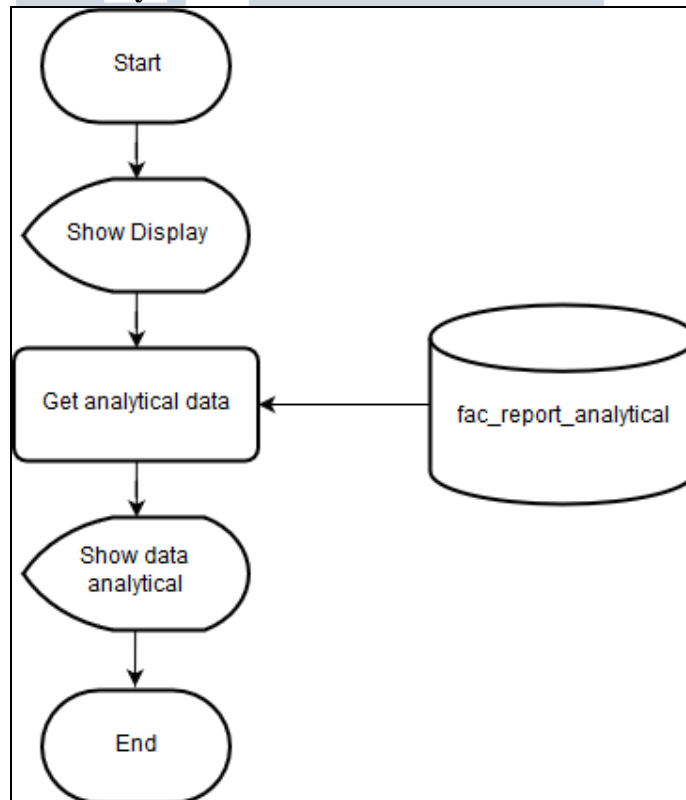 Start
Show Display
Get analytical data
fac_report_analytical
Show data
analytical
End